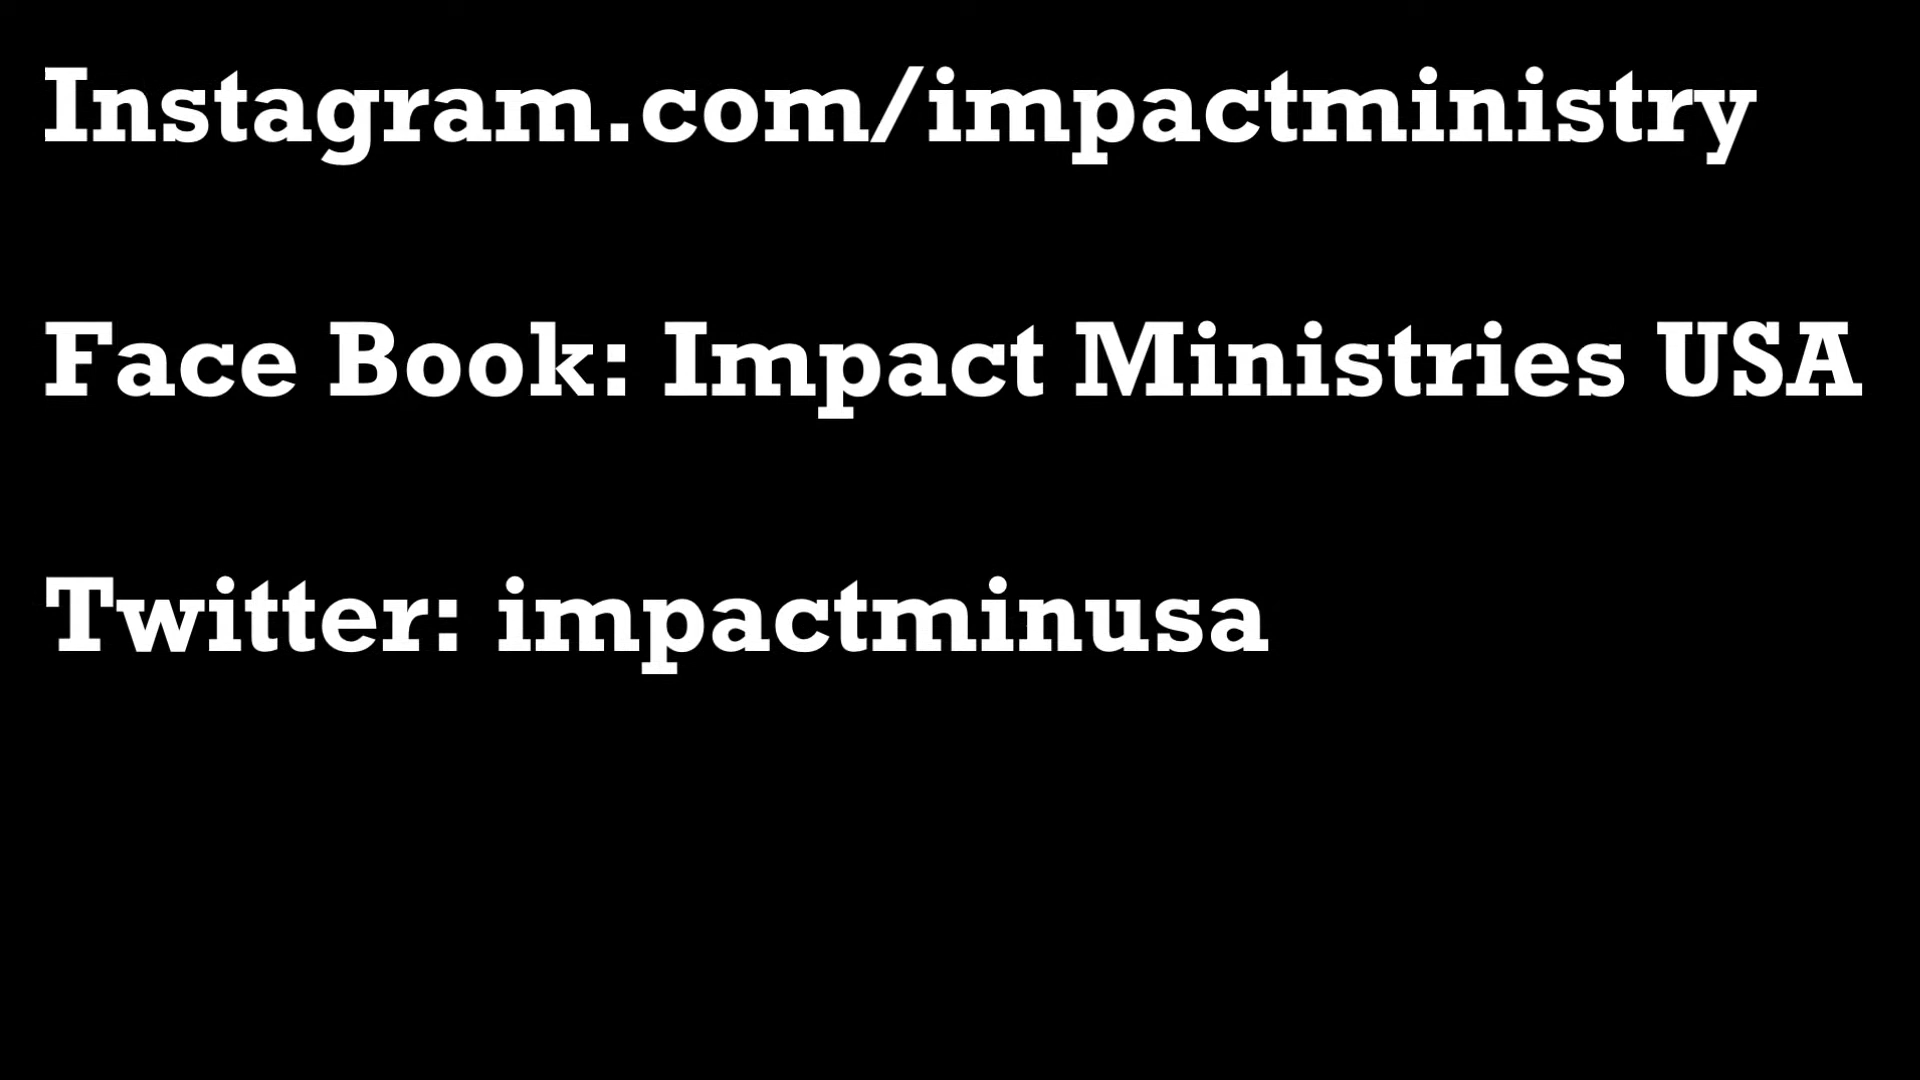 Instagram.com/impactministry
Face Book: Impact Ministries USA
Twitter: impactminusa